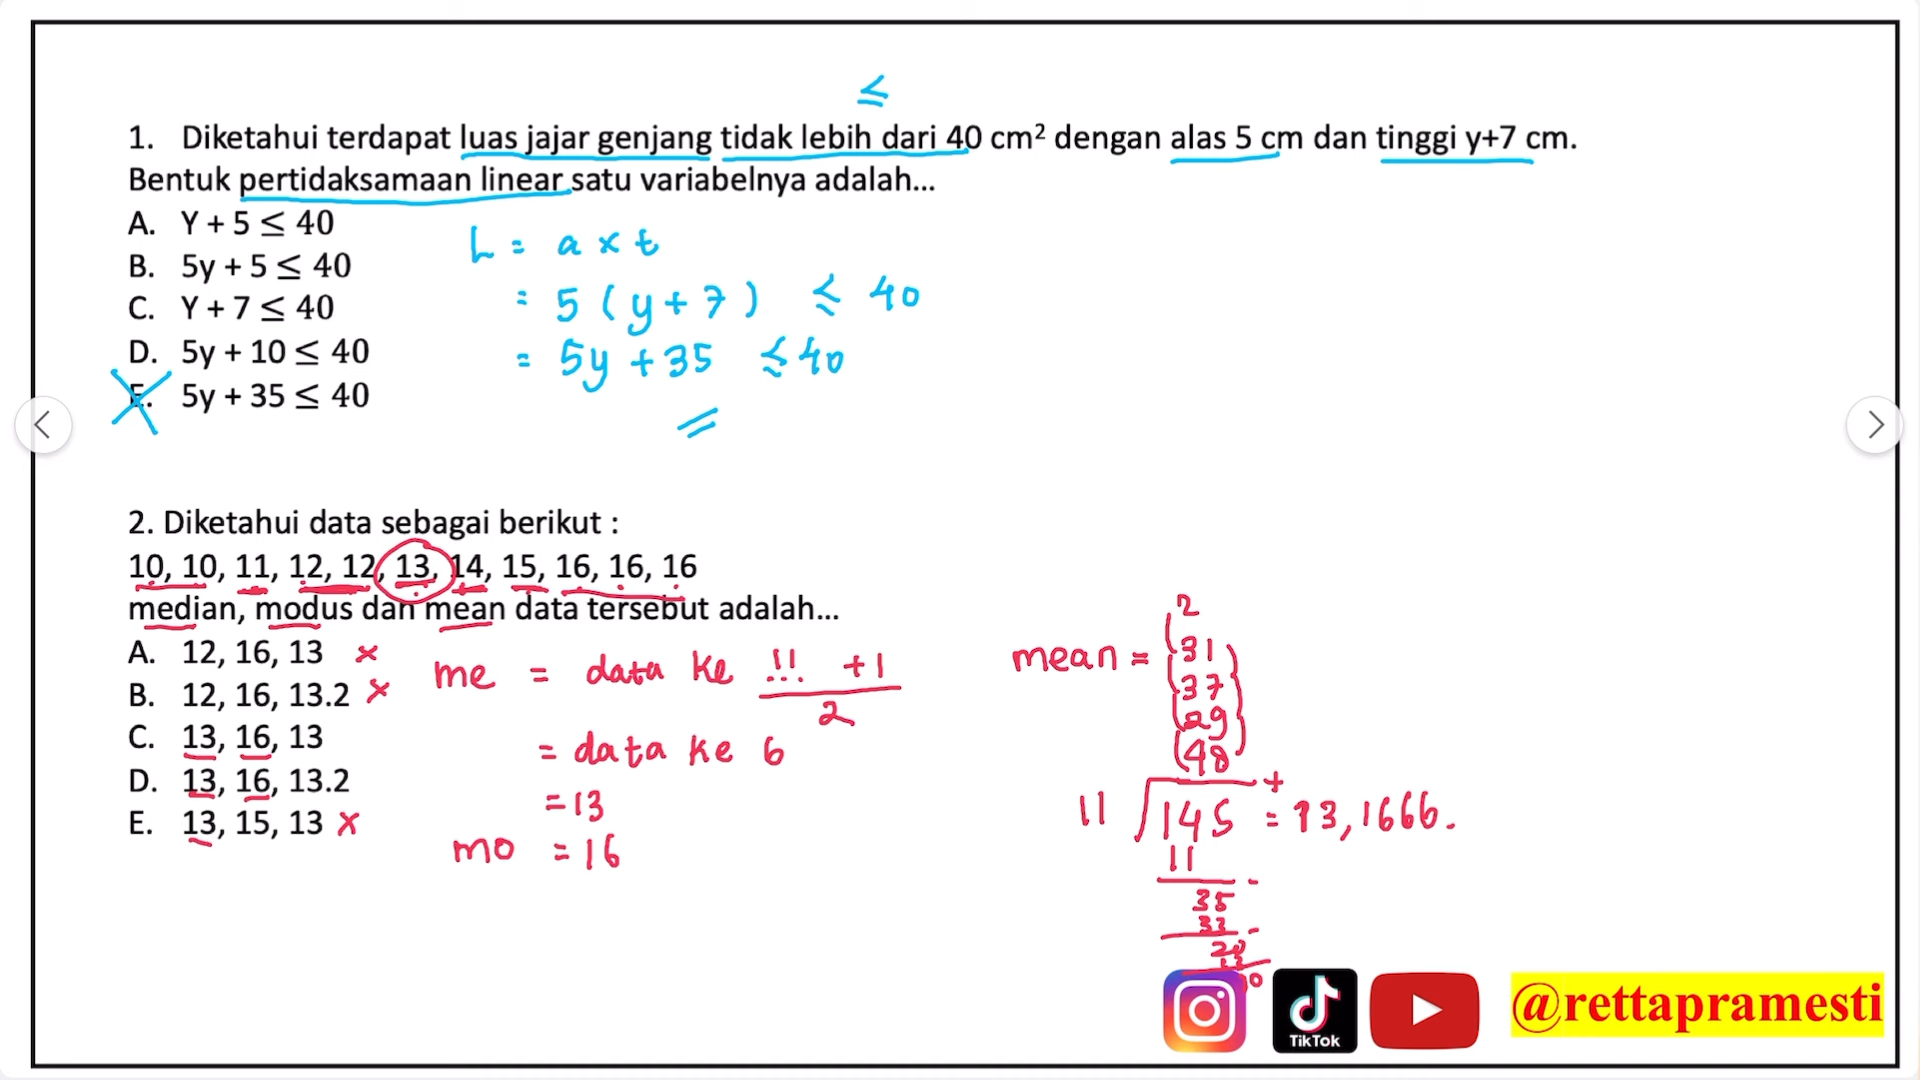 ≤
1. Diketahui terdapat luas jajar genjang tidak lebih dari 40 cm² dengan alas 5 cm dan tinggi y+7 cm.
Bentuk pertidaksamaan linear satu variabelnya adalah...
A. Y + 5 ≤ 40
B. 5y + 5 ≤ 40
C. Y + 7 ≤ 40
D. 5y + 10 ≤ 40
E. 5y + 35 ≤ 40
L = a x t
= 5 (y+7) ≤ 40
= 5y + 35 ≤ 40
2. Diketahui data sebagai berikut :
10, 10, 11, 12, 12, 13, 14, 15, 16, 16, 16
median, modus dan mean data tersebut adalah...
A. 12, 16, 13 x
B. 12, 16, 13.2 x
C. 13, 16, 13
D. 13, 16, 13.2
E. 13, 15, 13 x
me = data ke 11 + 1
2
= data ke 6
= 13
mo = 16
2
mean = 31
37
29
48
+
11 145 = 13,1666.
11 -
35
33 -
20
TikTok
@rettapramesti